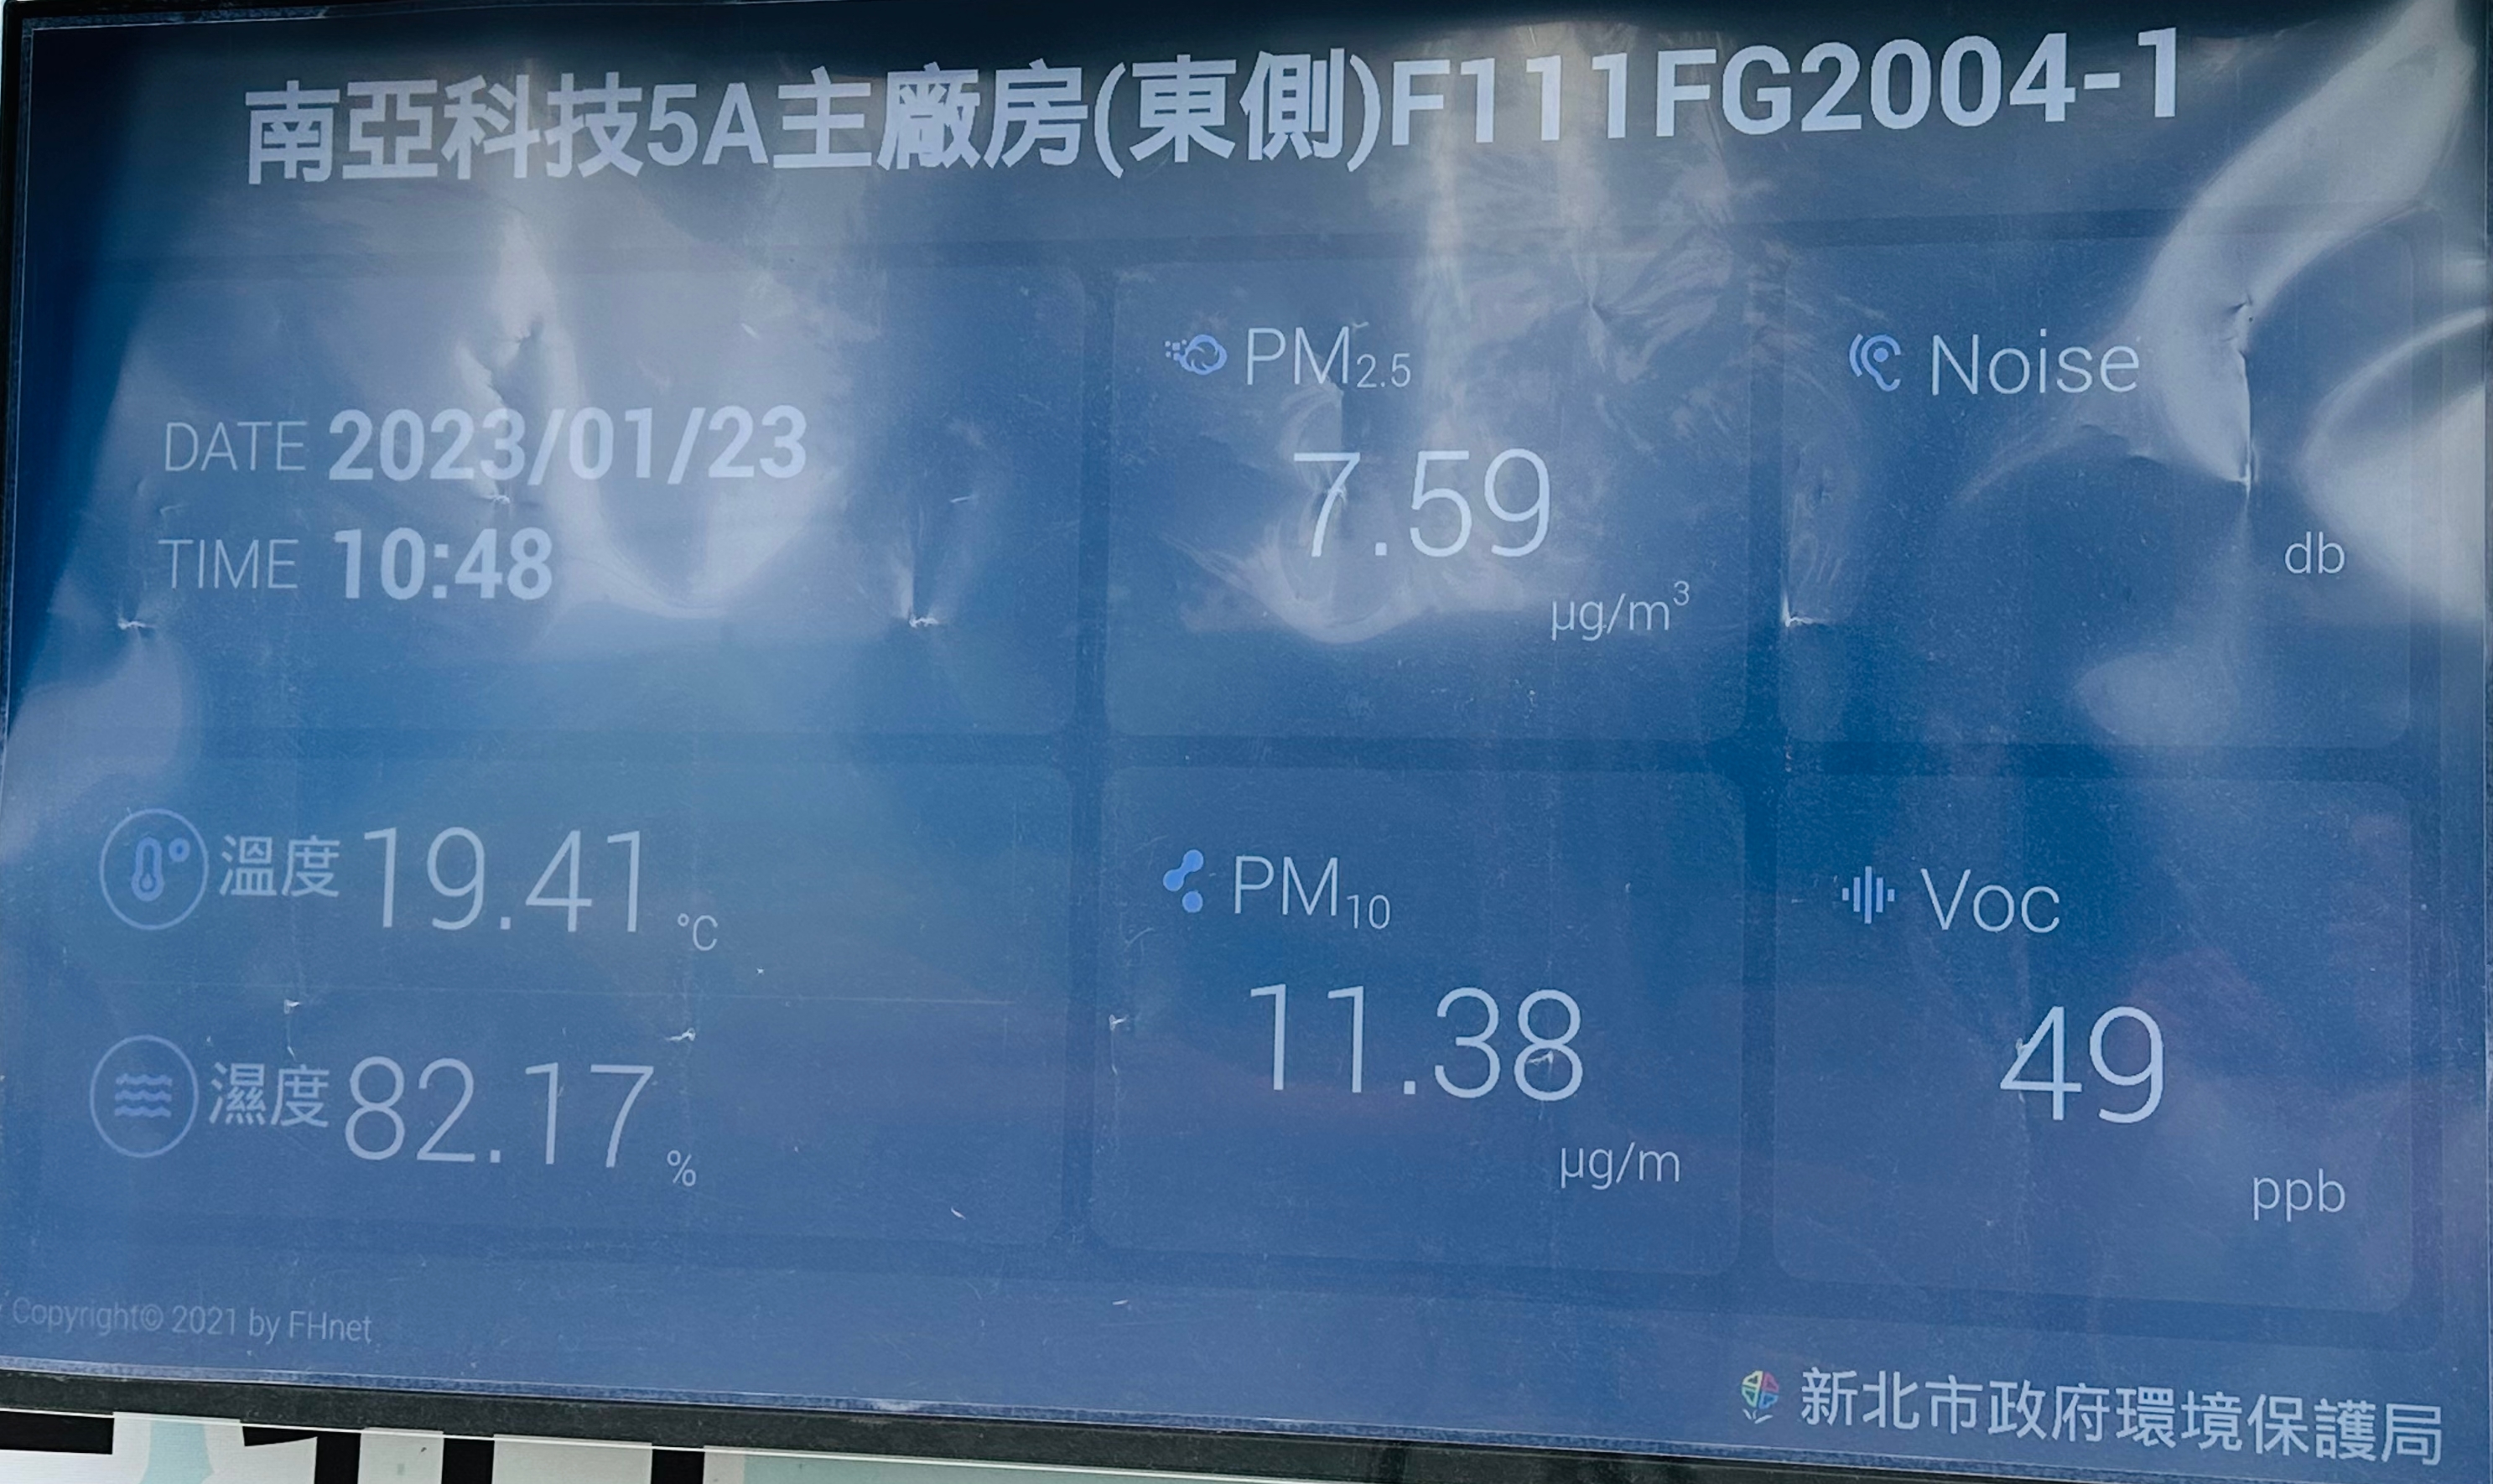 南亞科技5A主廠房(東側)F111FG2004-1
DATE 2023/01/23
TIME 10:48
PM2.5
7.59
μg/m³
Noise
db
溫度 19.41 °C
濕度 82.17 %
PM10
11.38
μg/m
Voc
49
ppb
Copyright© 2021 by FHnet
新北市政府環境保護局